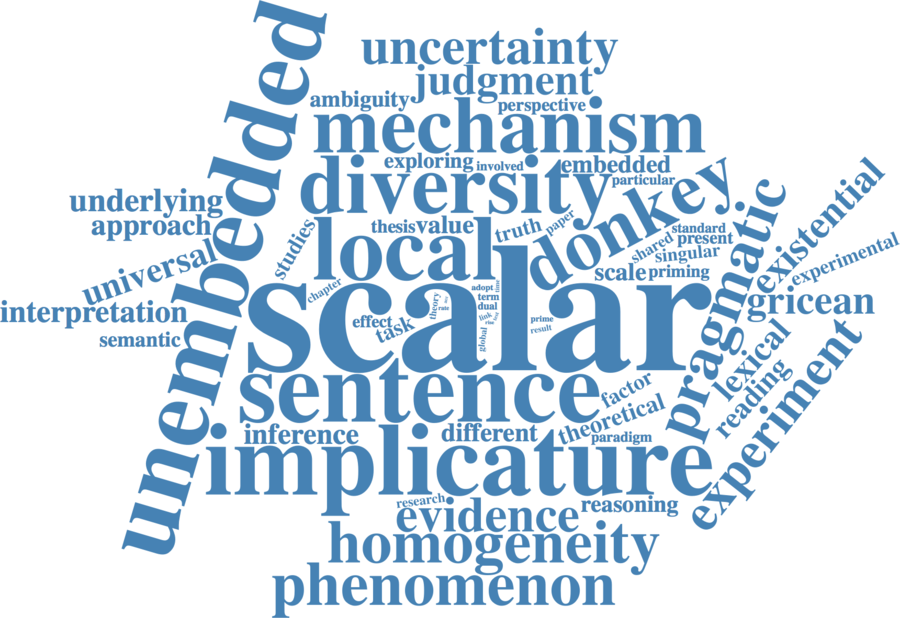 unembedded
uncertainty
judgment
ambiguity
perspective
mechanism
exploring
involved
embedded
diversity
particular
underlying
approach
thesis
value
truth
paper
donkey
standard
shared
present
singular
studies
local
scale
priming
universal
chapter
scalar
interpretation
semantic
effect
task
theory
rate
adopt
time
term
dual
link
test
global
prime
result
pragmatic
existential
experimental
gricean
lexical
reading
experiment
sentence
factor
theoretical
inference
different
paradigm
implicature
research
evidence
reasoning
homogeneity
phenomenon